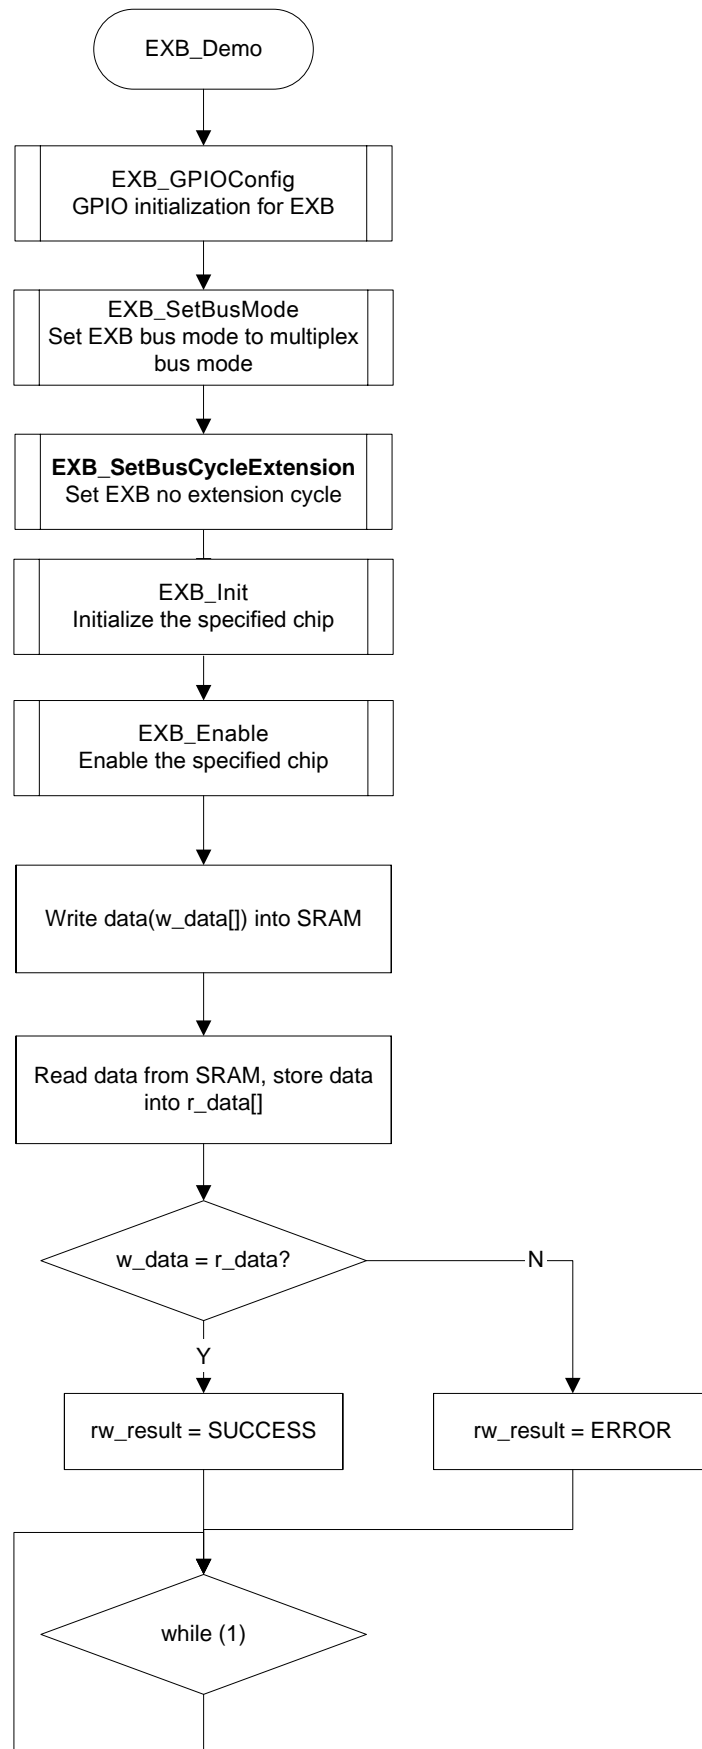 EXB_Demo
EXB_GPIOConfig
GPIO initialization for EXB
EXB_SetBusMode
Set EXB bus mode to multiplex
bus mode
EXB_SetBusCycleExtension
Set EXB no extension cycle
EXB_Init
Initialize the specified chip
EXB_Enable
Enable the specified chip
Write data(w_data[]) into SRAM
Read data from SRAM, store data
into r_data[]
w_data = r_data?
N
Y
rw_result = SUCCESS
rw_result = ERROR
while (1)